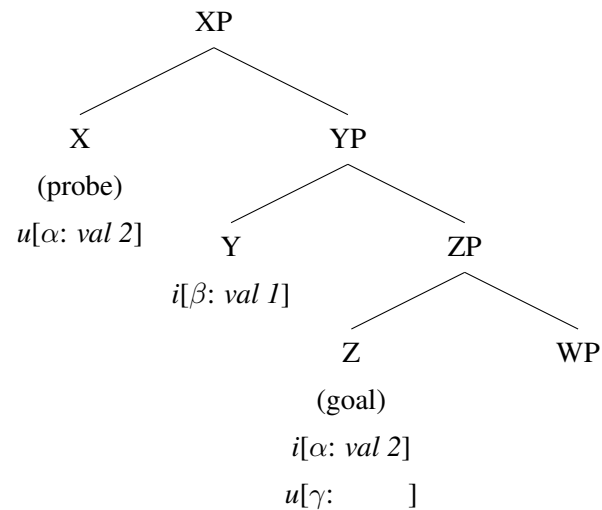 XP
X YP
(probe)
u[α: val 2] Y ZP
i[β: val 1]
Z WP
(goal)
i[α: val 2]
u[γ: ]